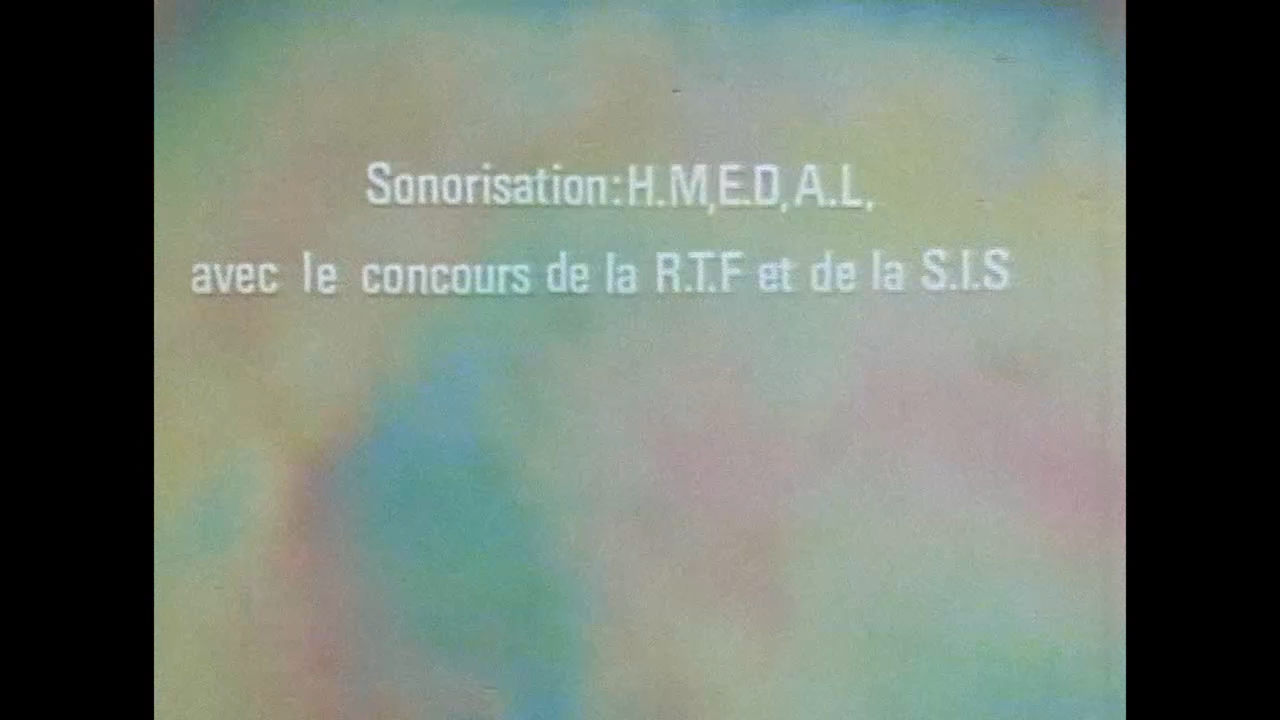 Sonorisation:H.M,E.D,A.L.
avec le concours de la R.T.F et de la S.I.S